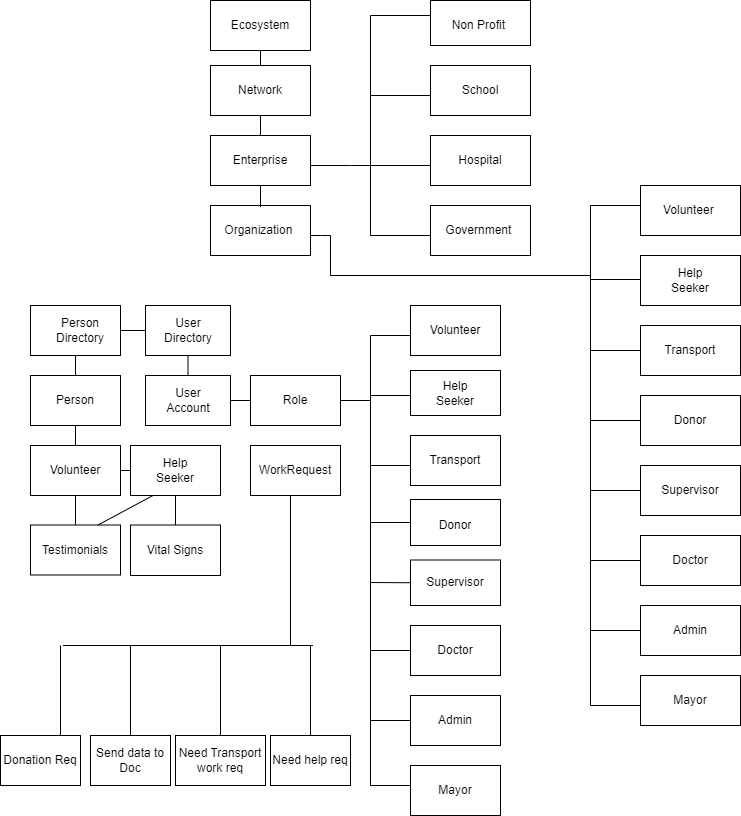 Ecosystem
Non Profit
Network
School
Enterprise
Hospital
Organization
Government
Volunteer
Help
Seeker
Transport
Donor
Supervisor
Doctor
Admin
Mayor
Person
Directory
User
Directory
Person
User
Account
Role
Volunteer
Help
Seeker
WorkRequest
Testimonials
Vital Signs
Volunteer
Help
Seeker
Transport
Donor
Supervisor
Doctor
Admin
Mayor
Donation Req
Send data to
Doc
Need Transport
work req
Need help req